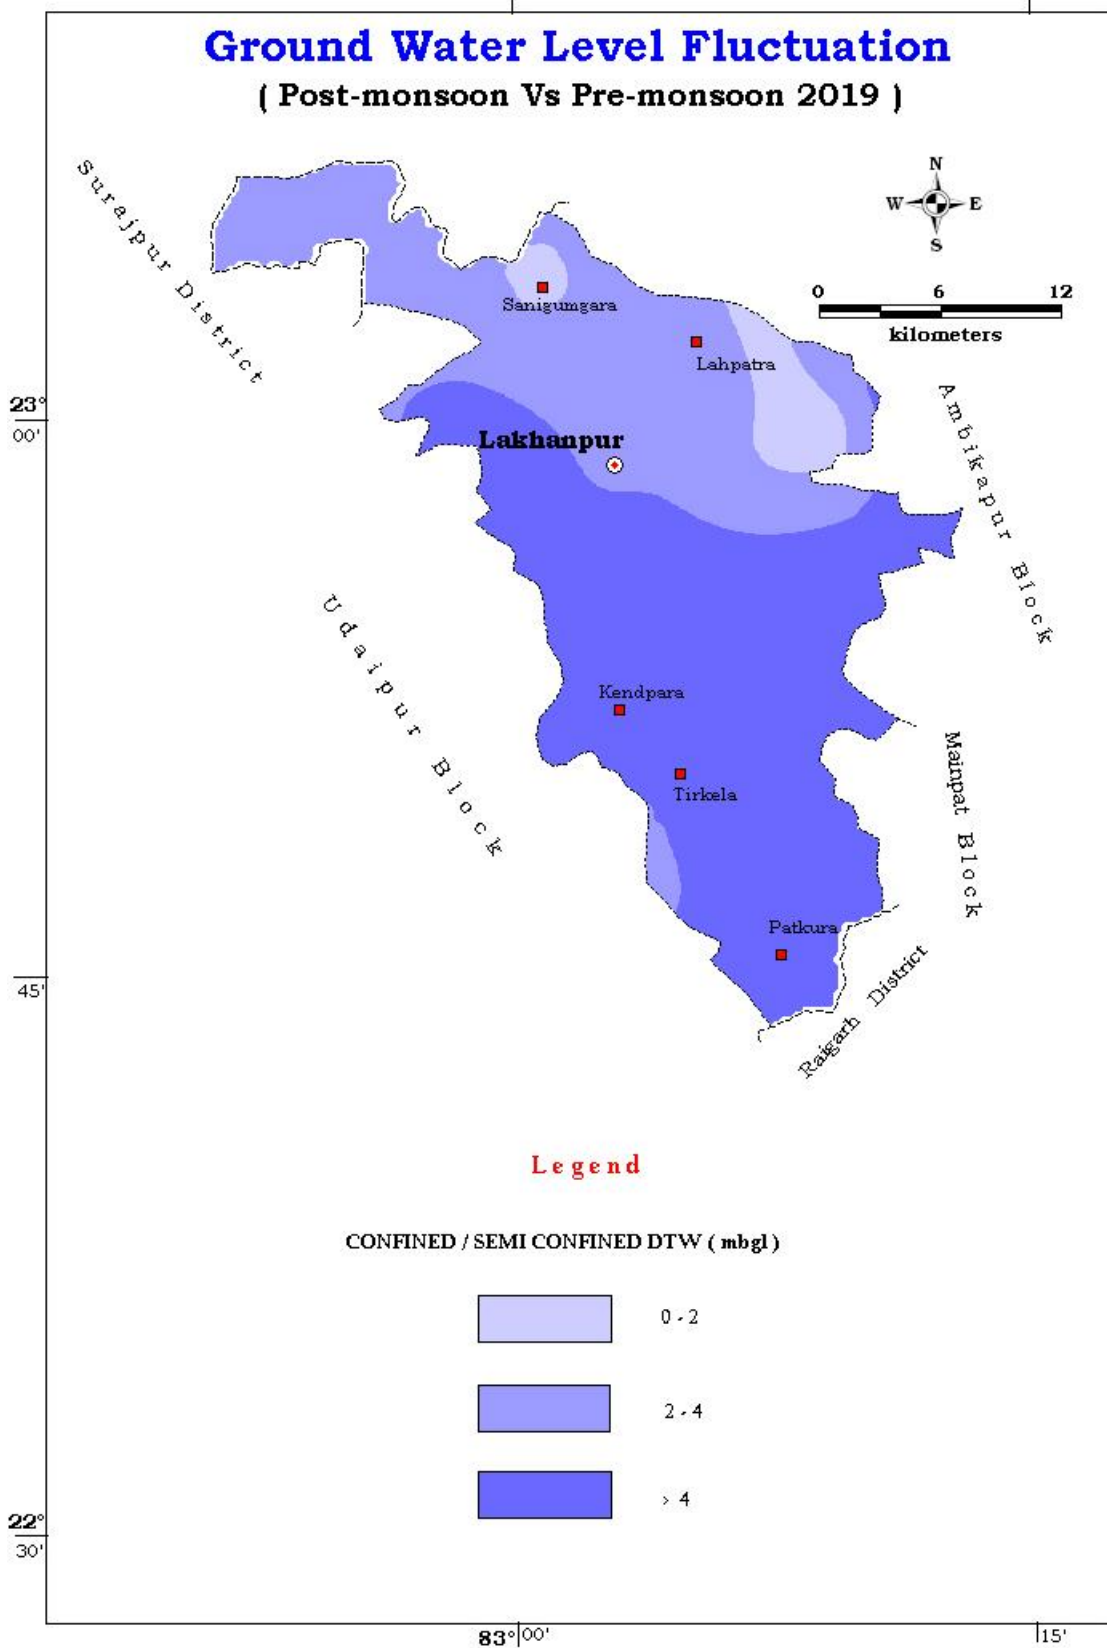 Ground Water Level Fluctuation
( Post-monsoon Vs Pre-monsoon 2019 )
N
W E
S
0 6 12
kilometers
Surajpur District
Sanigumgara
Lahpatra
23°
00'
Lakhanpur
Ambikapur Block
Udaipur Block
Kendpara
Tirkela
Mainpat Block
Patkura
Raigarh District
45'
Legend
CONFINED / SEMI CONFINED DTW ( mbgl )
0 - 2
2 - 4
> 4
22°
30'
83° 00' 15'